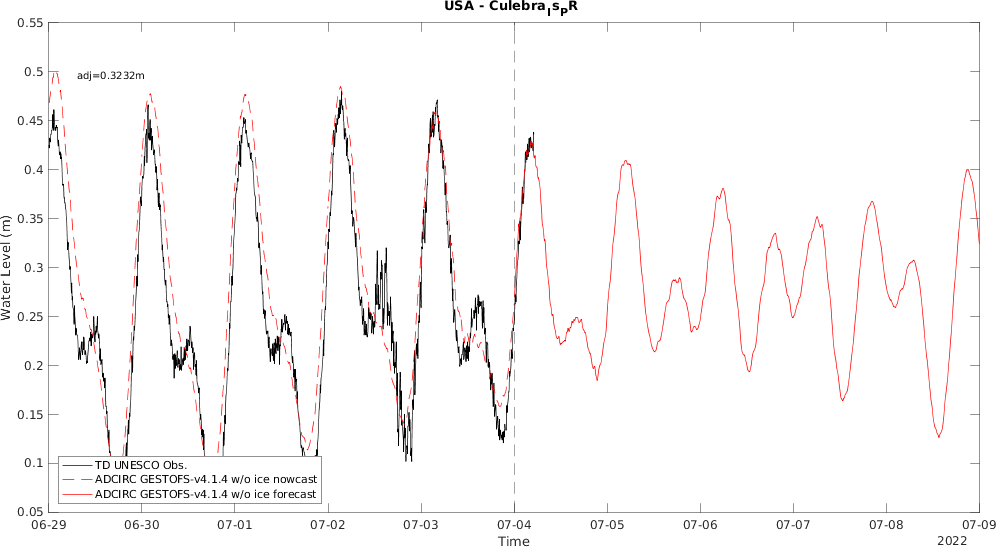 USA - Culebra_Is_PR
0.55
0.5
0.45
0.4
0.35
0.3
0.25
0.2
0.15
0.1
0.05
Water Level (m)
adj=0.3232m
TD UNESCO Obs.
ADCIRC GESTOFS-v4.1.4 w/o ice nowcast
ADCIRC GESTOFS-v4.1.4 w/o ice forecast
06-29 06-30 07-01 07-02 07-03 07-04 07-05 07-06 07-07 07-08 07-09
Time
2022